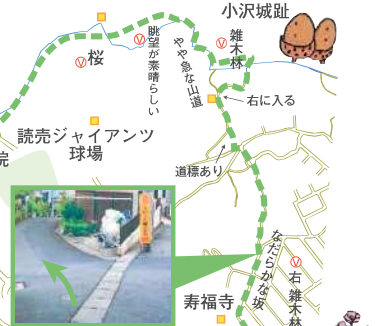 小沢城趾
雑木林
やや急な山道
眺望が素晴らしい
桜
右に入る
読売ジャイアンツ
球場
院
道標あり
なだらかな坂
右 雑木林
寿福寺